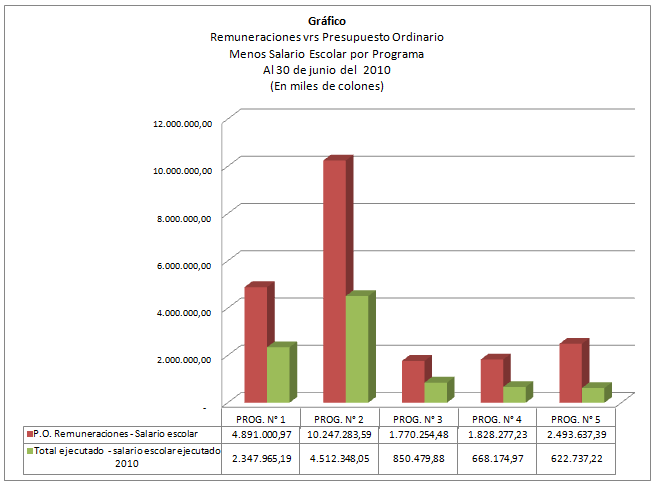 Gráfico
Remuneraciones vrs Presupuesto Ordinario
Menos Salario Escolar por Programa
Al 30 de junio del 2010
(En miles de colones)
12.000.000,00
10.000.000,00
8.000.000,00
6.000.000,00
4.000.000,00
2.000.000,00
-
PROG. N° 1 PROG. N° 2 PROG. N° 3 PROG. N° 4 PROG. N° 5
P.O. Remuneraciones - Salario escolar 4.891.000,97 10.247.283,59 1.770.254,48 1.828.277,23 2.493.637,39
Total ejecutado - salario escolar ejecutado 2.347.965,19 4.512.348,05 850.479,88 668.174,97 622.737,22
2010